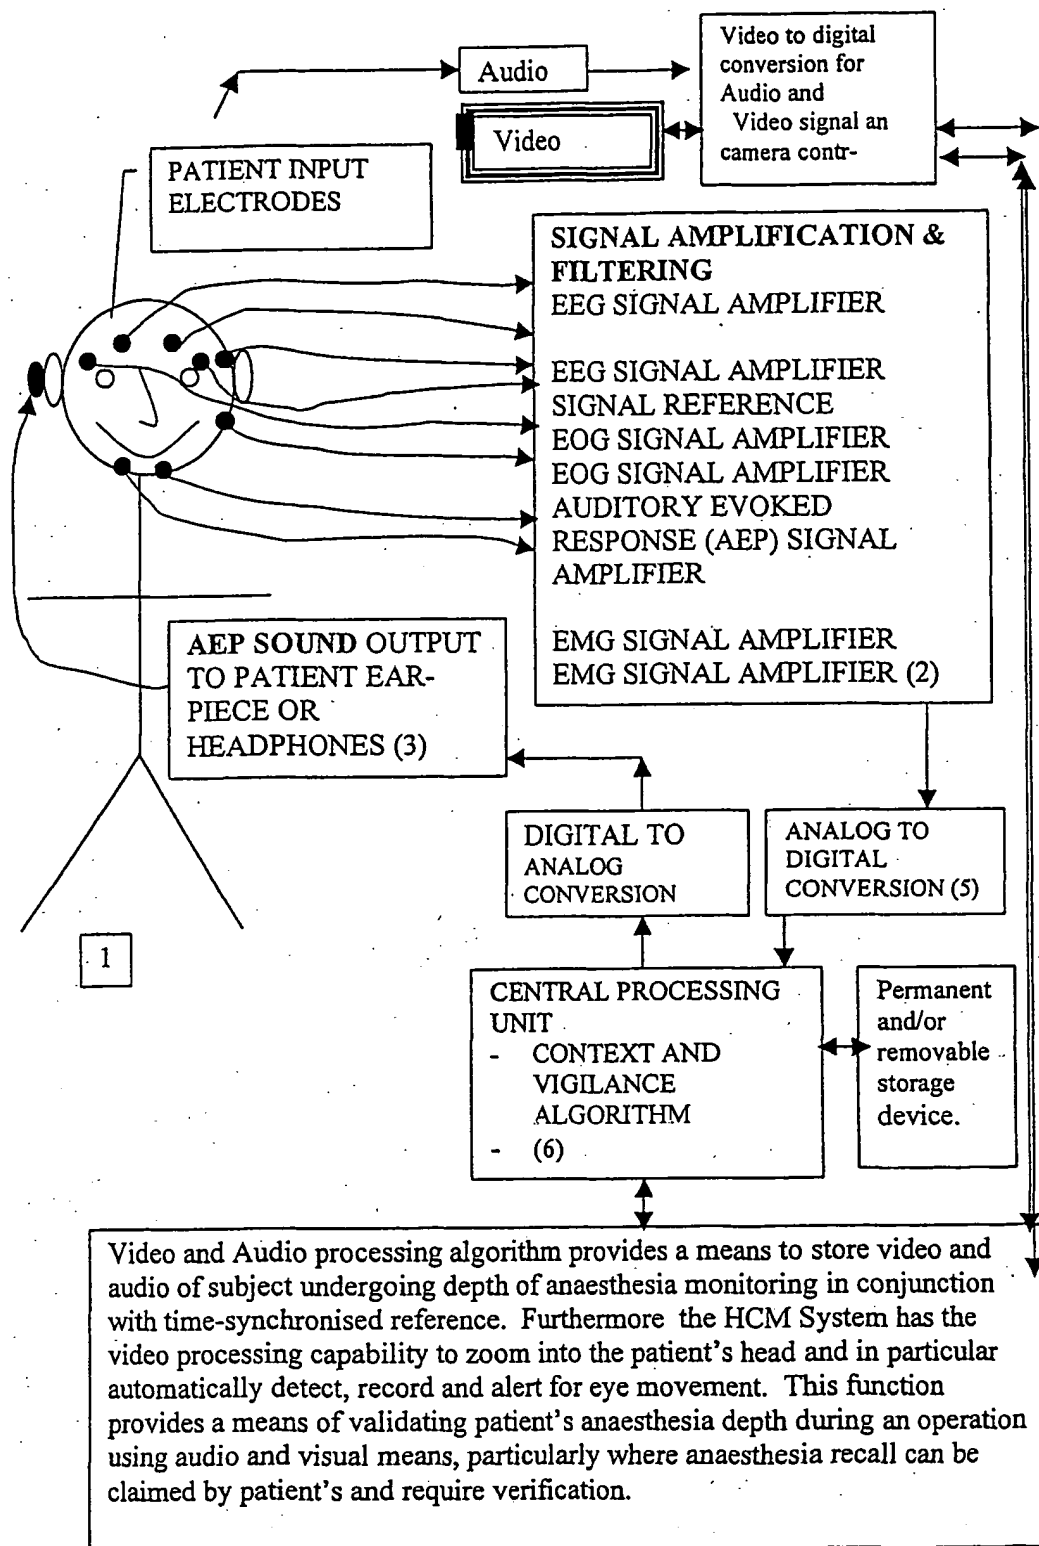 Audio
Video to digital
conversion for
Audio and
Video signal an
camera contr-
Video
PATIENT INPUT
ELECTRODES
SIGNAL AMPLIFICATION &
FILTERING
EEG SIGNAL AMPLIFIER
EEG SIGNAL AMPLIFIER
SIGNAL REFERENCE
EOG SIGNAL AMPLIFIER
EOG SIGNAL AMPLIFIER
AUDITORY EVOKED
RESPONSE (AEP) SIGNAL
AMPLIFIER
EMG SIGNAL AMPLIFIER
EMG SIGNAL AMPLIFIER (2)
AEP SOUND OUTPUT
TO PATIENT EAR-
PIECE OR
HEADPHONES (3)
DIGITAL TO
ANALOG
CONVERSION
ANALOG TO
DIGITAL
CONVERSION (5)
1
CENTRAL PROCESSING
UNIT
- CONTEXT AND
VIGILANCE
ALGORITHM
- (6)
Permanent
and/or
removable
storage
device.
Video and Audio processing algorithm provides a means to store video and
audio of subject undergoing depth of anaesthesia monitoring in conjunction
with time-synchronised reference. Furthermore the HCM System has the
video processing capability to zoom into the patient's head and in particular
automatically detect, record and alert for eye movement. This function
provides a means of validating patient's anaesthesia depth during an operation
using audio and visual means, particularly where anaesthesia recall can be
claimed by patient's and require verification.